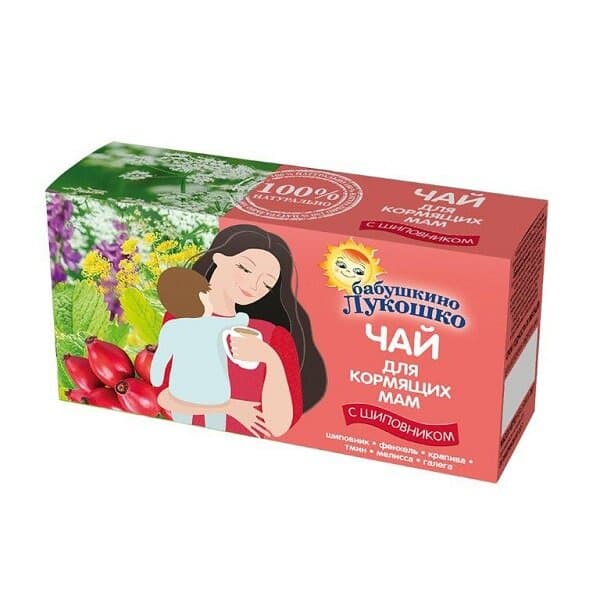 100%
НАТУРАЛЬНО
ЧАЙ
ДЛЯ
КОРМЯЩИХ
МАМ
С ШИПОВНИКОМ
бабушкино
Лукошко
ЧАЙ
ДЛЯ
КОРМЯЩИХ
МАМ
С ШИПОВНИКОМ
шиповник • фенхель • крапива •
тмин • мелисса • галега